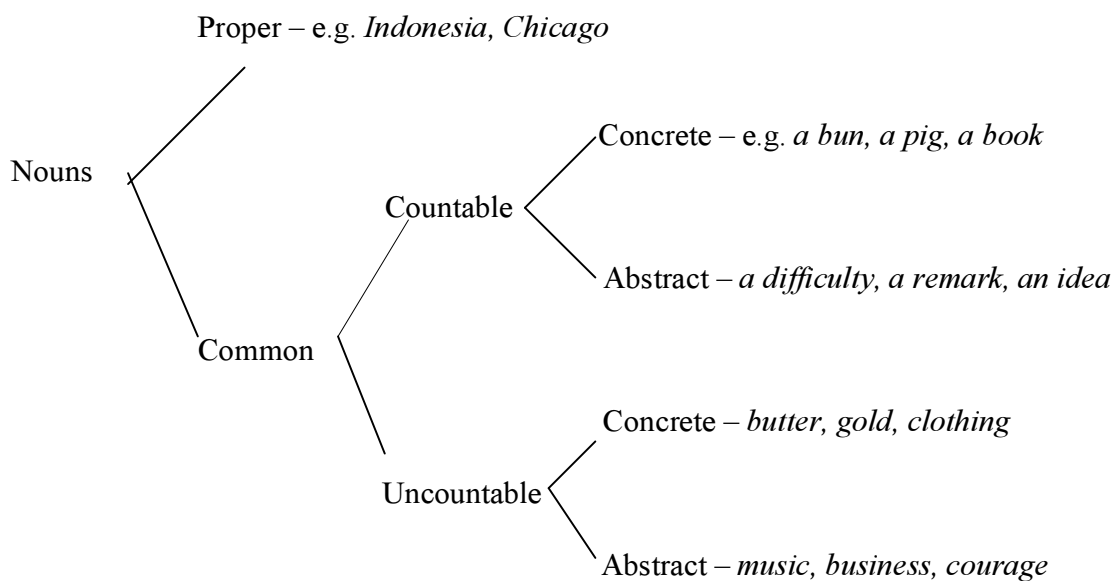 Proper – e.g. Indonesia, Chicago
Concrete – e.g. a bun, a pig, a book
Nouns
Countable
Abstract – a difficulty, a remark, an idea
Common
Concrete – butter, gold, clothing
Uncountable
Abstract – music, business, courage